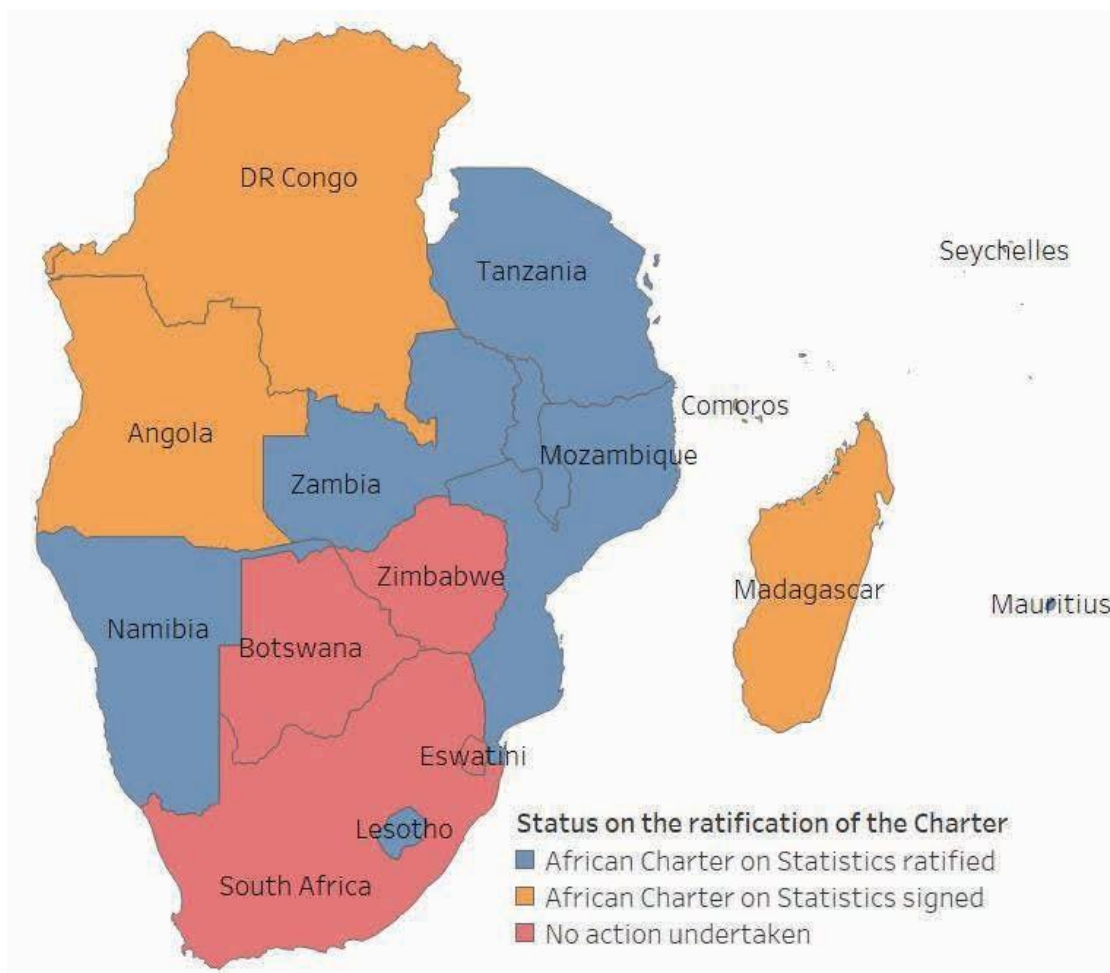 DR Congo
Tanzania
Seychelles
Comoros
Angola
Mozambique
Zambia
Zimbabwe
Madagascar
Mauritius
Namibia
Botswana
Eswatini
Lesotho
South Africa
Status on the ratification of the Charter
African Charter on Statistics ratified
African Charter on Statistics signed
No action undertaken